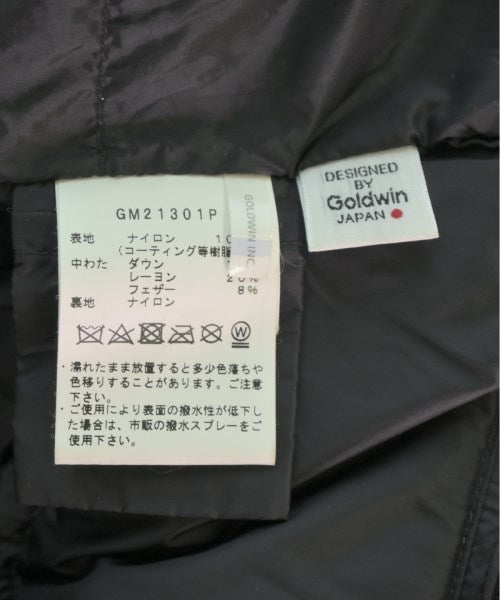 GM21301P
表地 ナイロン
(コーティング等樹脂
中わた ダウン
レーヨン 20%
フェザー 8%
裏地 ナイロン
W
・濡れたまま放置すると多少色落ちや
色移りすることがあります。ご注意
下さい。
・ご使用により表面の撥水性が低下し
た場合は、市販の撥水スプレーをご使
用下さい。
GOLDWIN INC.
DESIGNED
BY
Goldwin
JAPAN